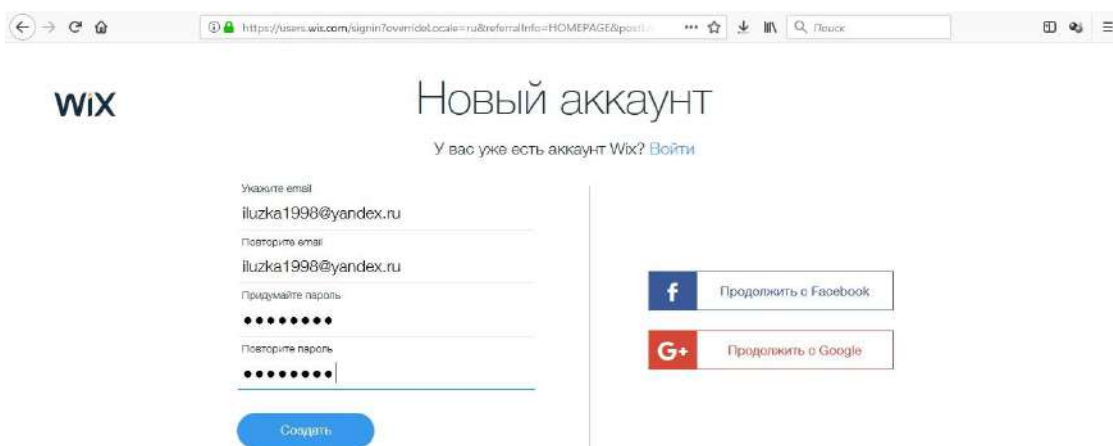 https://users.wix.com/signin?overrideLocale=ru&referralInfo=HOMEPAGE&postL
Поиск
WiX
Новый аккаунт
У вас уже есть аккаунт Wix? Войти
Укажите email
iluzka1998@yandex.ru
Повторите email
iluzka1998@yandex.ru
Придумайте пароль
●●●●●●●●
Повторите пароль
●●●●●●●●
Создать
f Продолжить с Facebook
G+ Продолжить с Google